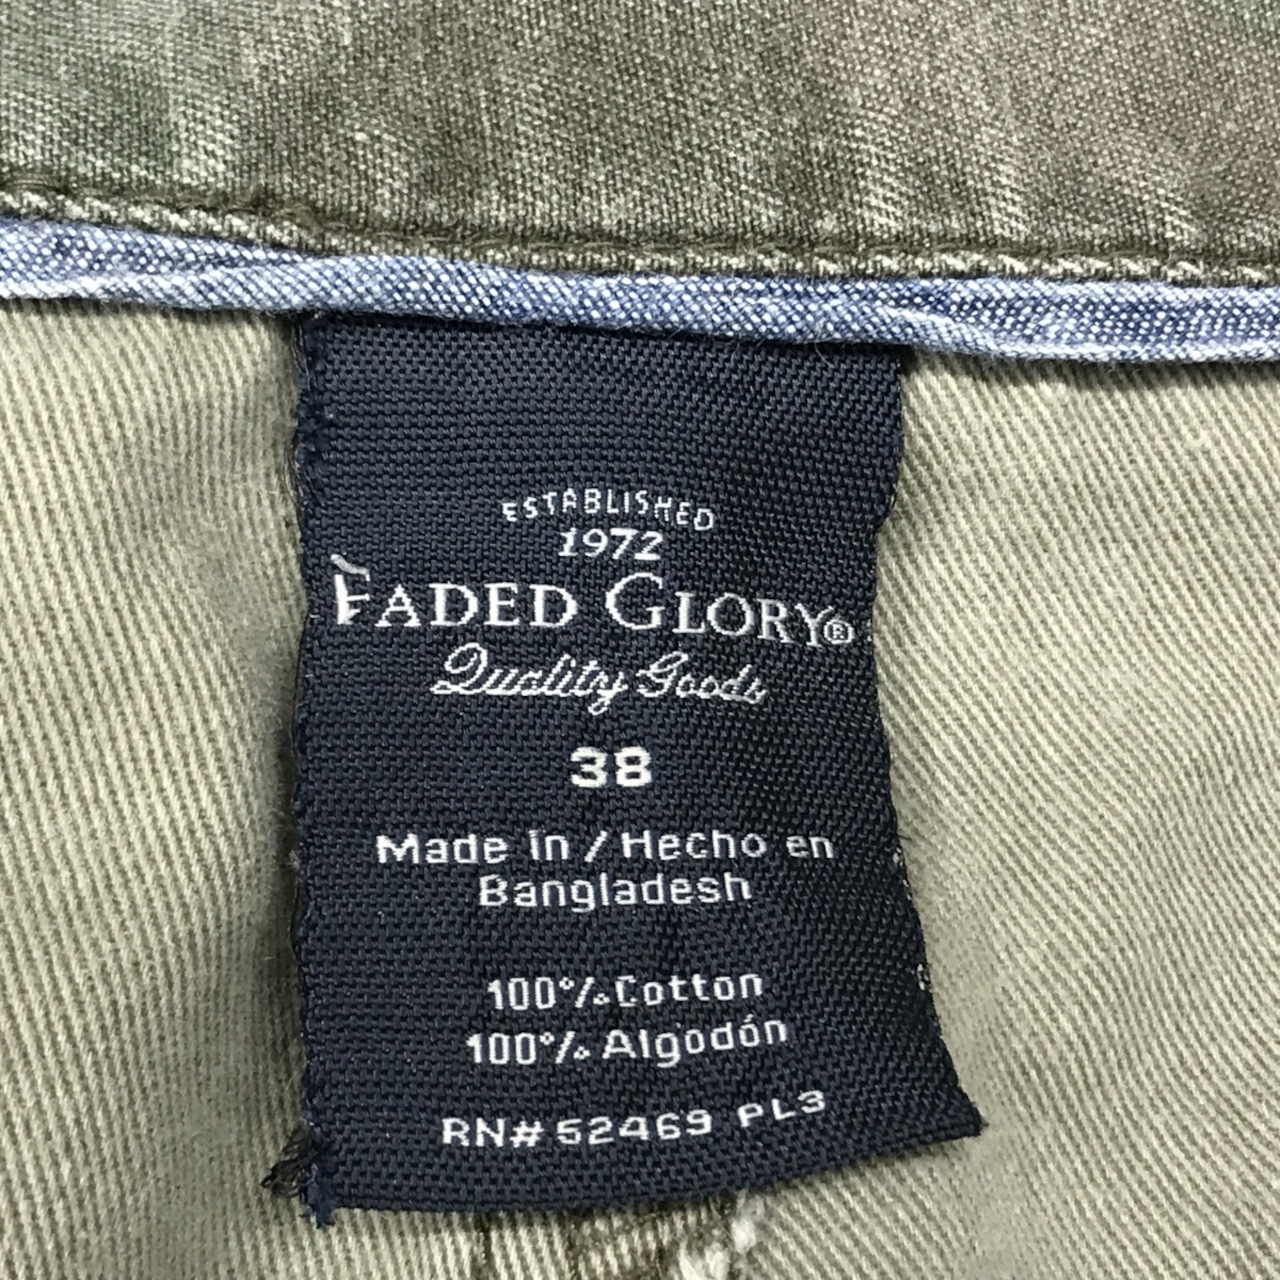 ESTABLISHED
1972
FADED GLORY®
Quality Goods
38
Made in / Hecho en
Bangladesh
100% Cotton
100% Algodón
RN# 52469 PL3